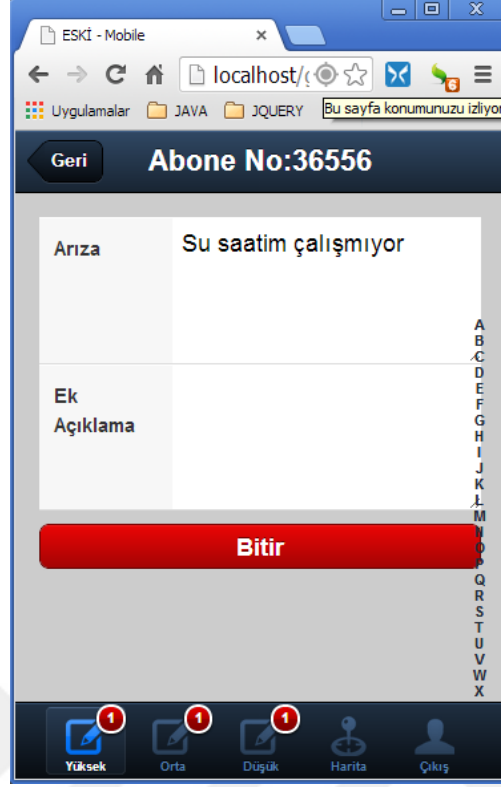 ESKİ - Mobile
localhost/
6
Uygulamalar JAVA JQUERY
Bu sayfa konumunuzu izliyor
Geri Abone No:36556
Arıza Su saatim çalışmıyor
Ek
Açıklama
Bitir
A
B
C
D
E
F
G
H
I
J
K
L
M
N
O
P
Q
R
S
T
U
V
W
X
1 1 1
Yüksek Orta Düşük Harita Çıkış